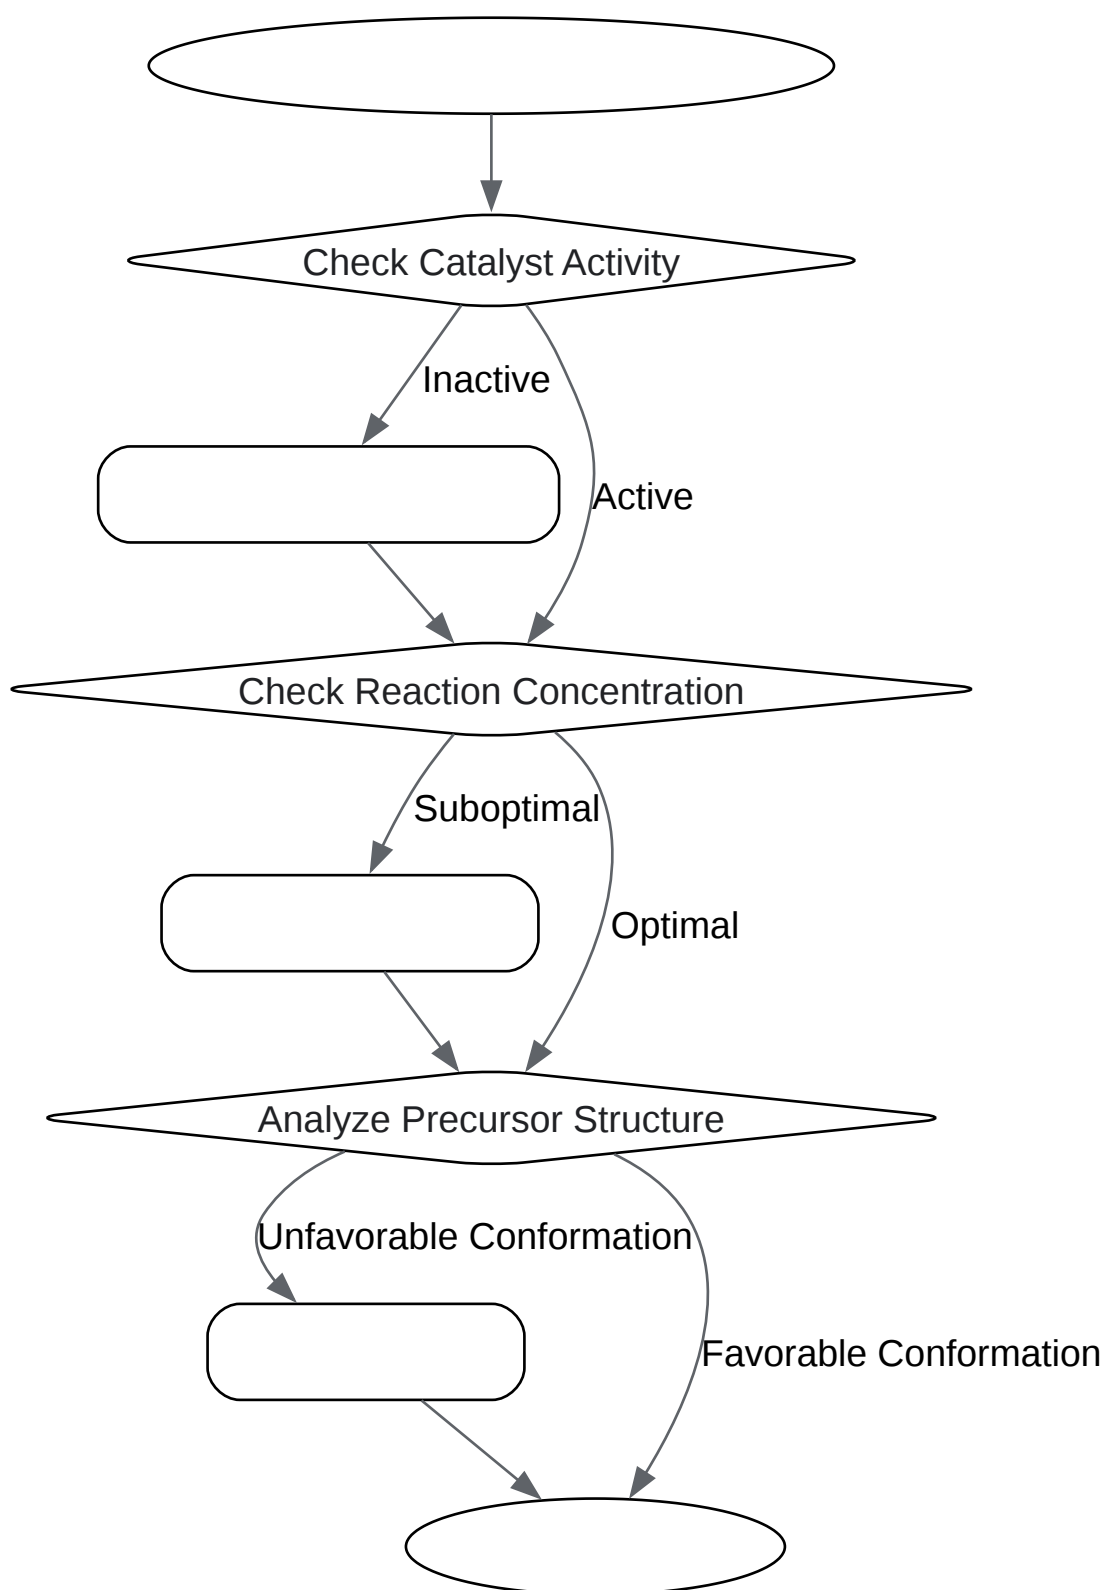 Check Catalyst Activity
Inactive
Active
Check Reaction Concentration
Suboptimal
Optimal
Analyze Precursor Structure
Unfavorable Conformation
Favorable Conformation